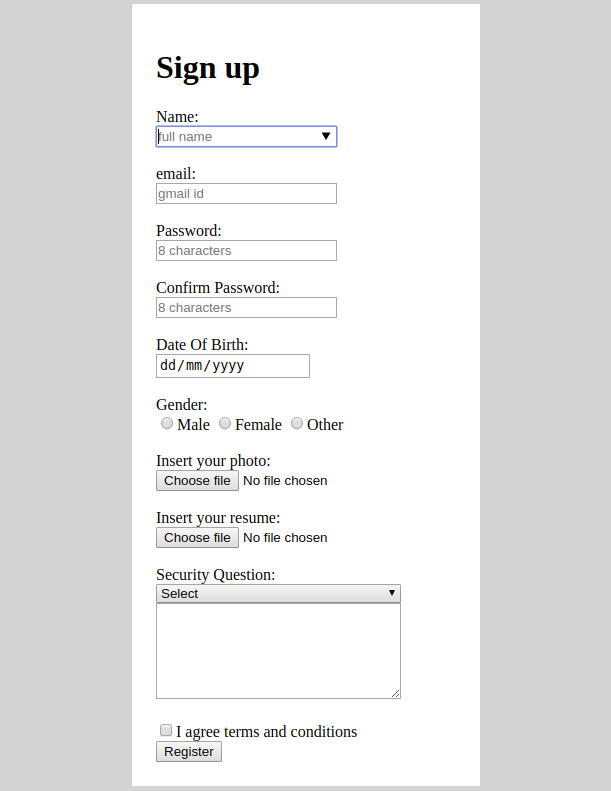 Sign up
Name:
full name
email:
gmail id
Password:
8 characters
Confirm Password:
8 characters
Date Of Birth:
dd/mm/yyyy
Gender:
Male Female Other
Insert your photo:
Choose file No file chosen
Insert your resume:
Choose file No file chosen
Security Question:
Select
I agree terms and conditions
Register